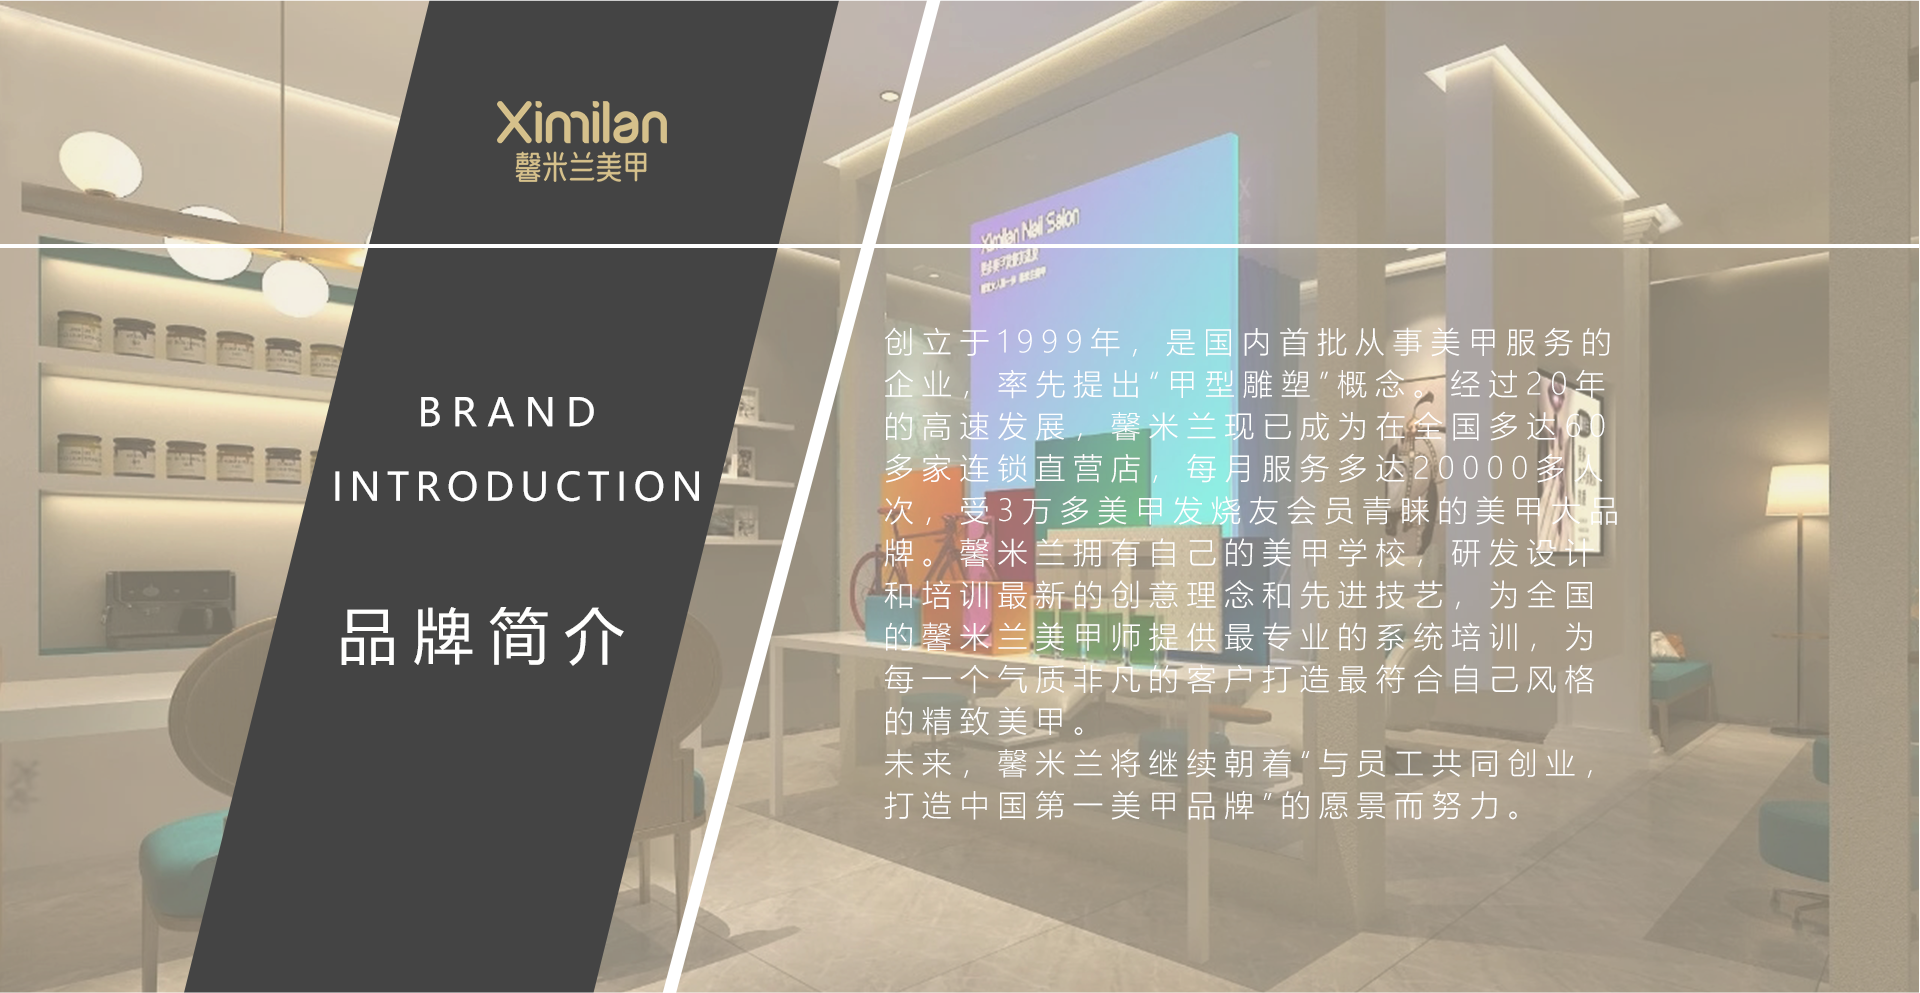 Ximilan
馨米兰美甲
BRAND
INTRODUCTION
品牌简介
Ximilan Nail Salon
创立于1999年，是国内首批从事美甲服务的
企业，率先提出“甲型雕塑”概念。经过20年
的高速发展，馨米兰现已成为在全国多达60
多家连锁直营店，每月服务多达20000多人
次，受3万多美甲发烧友会员青睐的美甲大品
牌。馨米兰拥有自己的美甲学校，研发设计
和培训最新的创意理念和先进技艺，为全国
的馨米兰美甲师提供最专业的系统培训，为
每一个气质非凡的客户打造最符合自己风格
的精致美甲。
未来，馨米兰将继续朝着“与员工共同创业，
打造中国第一美甲品牌”的愿景而努力。